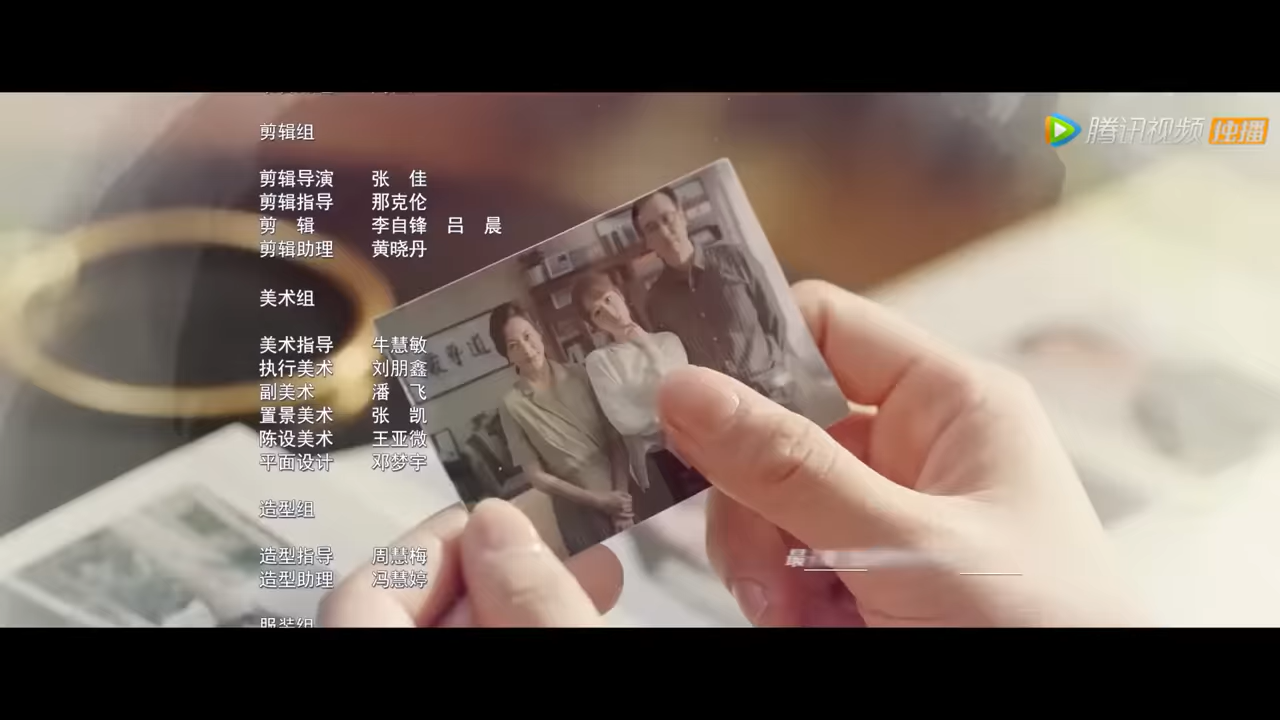 腾讯视频 独播
剪辑组
剪辑导演 张 佳
剪辑指导 那克伦
剪 辑 李自锋 吕 晨
剪辑助理 黄晓丹
美术组
美术指导 牛慧敏
执行美术 刘朋鑫
副美术 潘 飞
置景美术 张 凯
陈设美术 王亚微
平面设计 邓梦宇
造型组
造型指导 周慧梅
造型助理 冯慧婷
服装组
最